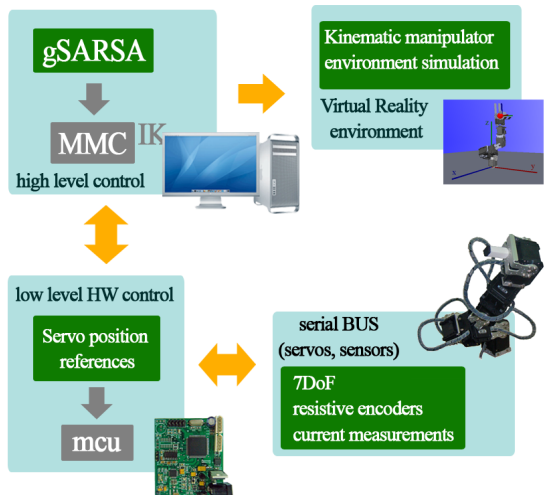 gSARSA
MMC IK
high level control
Kinematic manipulator
environment simulation
Virtual Reality
environment
low level HW control
Servo position
references
mcu
serial BUS
(servos, sensors)
7DoF
resistive encoders
current measurements